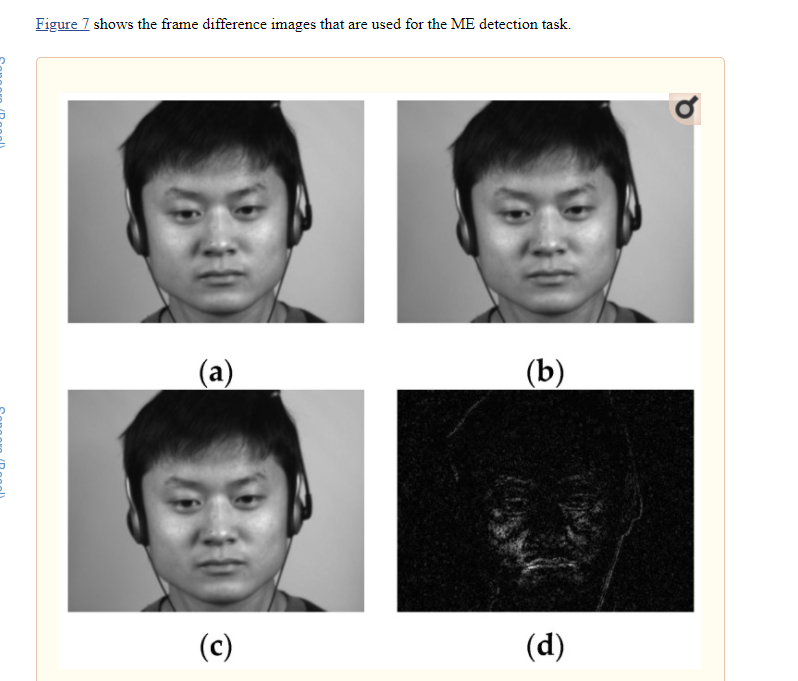 Figure 7 shows the frame difference images that are used for the ME detection task.
(a)
(b)
(c)
(d)